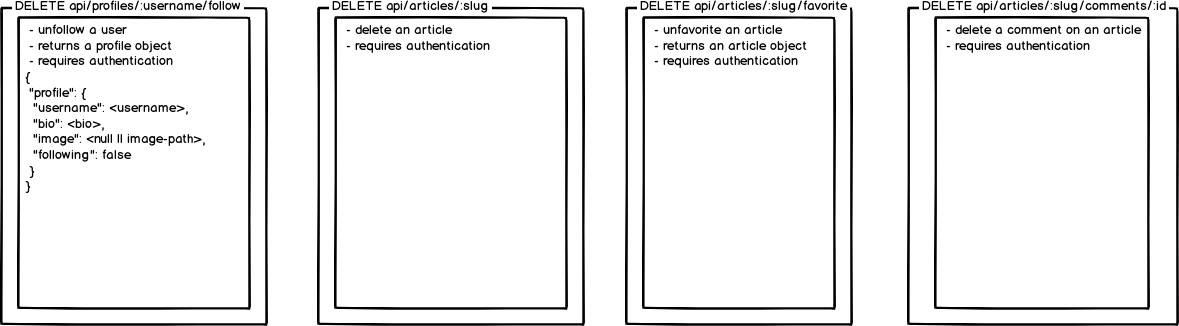 DELETE api/profiles/:username/follow
- unfollow a user
- returns a profile object
- requires authentication
{
"profile": {
"username": <username>,
"bio": <bio>,
"image": <null || image-path>,
"following": false
}
}
DELETE api/articles/:slug
- delete an article
- requires authentication
DELETE api/articles/:slug/favorite
- unfavorite an article
- returns an article object
- requires authentication
DELETE api/articles/:slug/comments/:id
- delete a comment on an article
- requires authentication